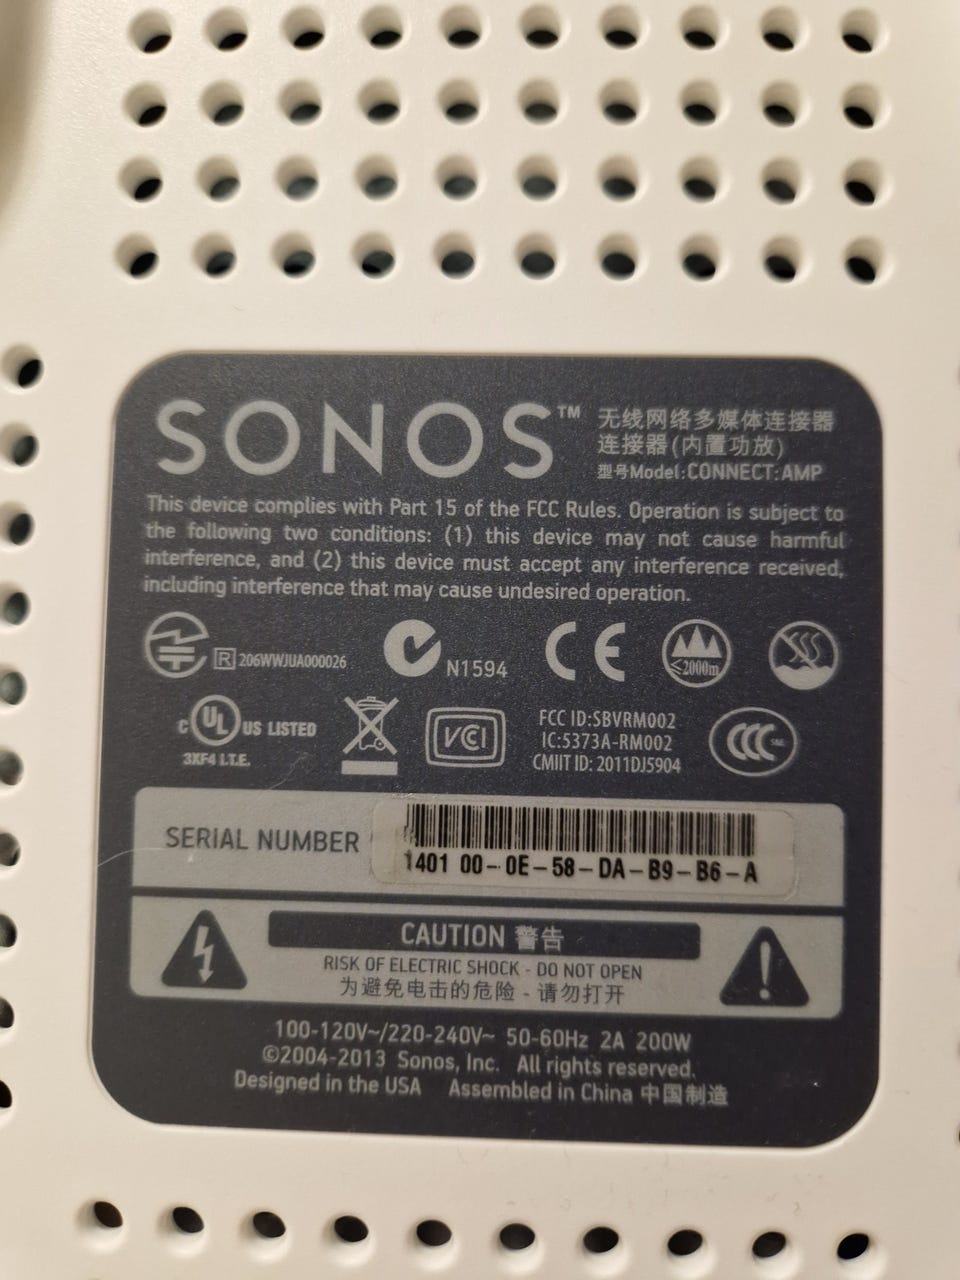 SONOS™
无线网络多媒体连接器
连接器(内置功放)
型号Model:CONNECT:AMP
This device complies with Part 15 of the FCC Rules. Operation is subject to
the following two conditions: (1) this device may not cause harmful
interference, and (2) this device must accept any interference received,
including interference that may cause undesired operation.
R 206WWJUA000026
N1594
CE
≤2000m
C UL US LISTED
3XF4 I.T.E.
VCI
FCC ID:SBVRM002
IC:5373A-RM002
CMIIT ID: 2011DJ5904
CCC
SERIAL NUMBER
1401 00-0E-58-DA-B9-B6-A
CAUTION 警告
RISK OF ELECTRIC SHOCK - DO NOT OPEN
为避免电击的危险 - 请勿打开
100-120V~/220-240V~ 50-60Hz 2A 200W
©2004-2013 Sonos, Inc. All rights reserved.
Designed in the USA Assembled in China 中国制造